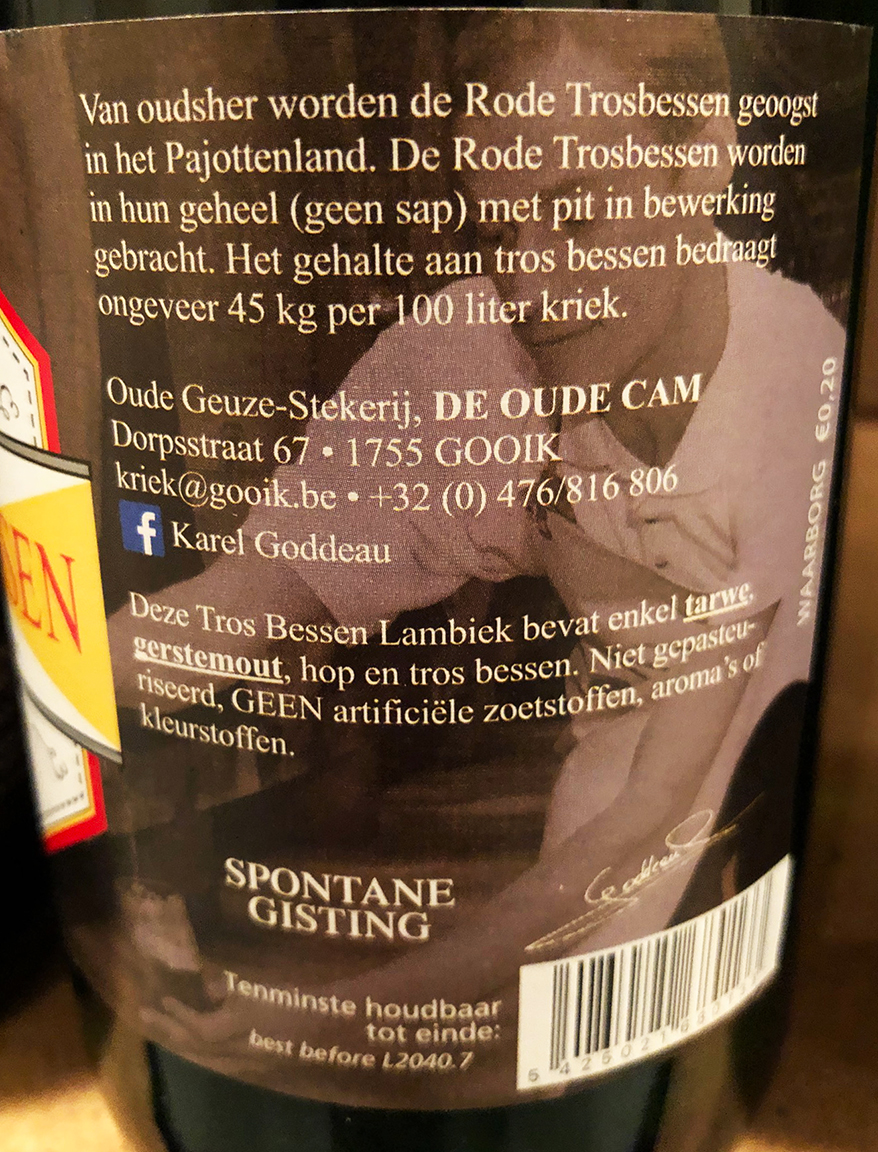 Van oudsher worden de Rode Trosbessen geoogst
in het Pajottenland. De Rode Trosbessen worden
in hun geheel (geen sap) met pit in bewerking
gebracht. Het gehalte aan tros bessen bedraagt
ongeveer 45 kg per 100 liter kriek.
Oude Geuze-Stekerij, DE OUDE CAM
Dorpsstraat 67 • 1755 GOOIK
kriek@gooik.be • +32 (0) 476/816 806
f Karel Goddeau
Deze Tros Bessen Lambiek bevat enkel tarwe,
gerstemout, hop en tros bessen. Niet gepasteu-
riseerd, GEEN artificiële zoetstoffen, aroma's of
kleurstoffen.
WAARBORG €0,20
SPONTANE
GISTING
Goddeau
Tenminste houdbaar
tot einde:
best before L2040.7
5 425021